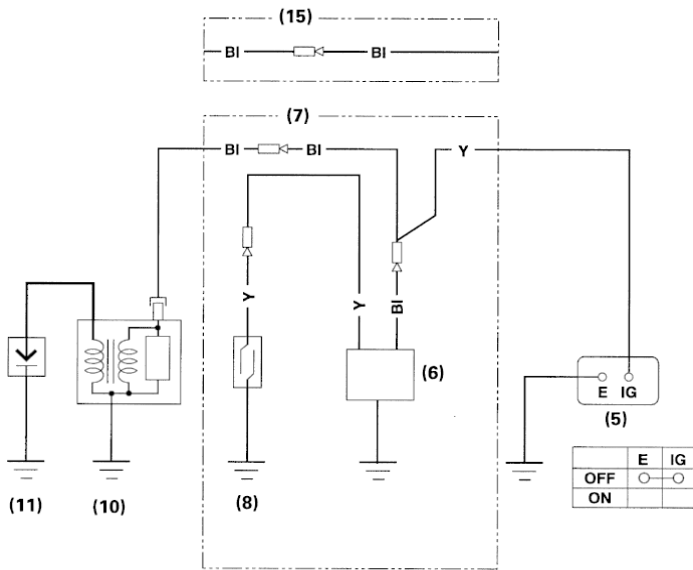 (15)
Bl Bl
(7)
Bl Bl Y
Y Y Bl
(6)
E IG
(5)
(11) (10) (8)
E IG
OFF
ON